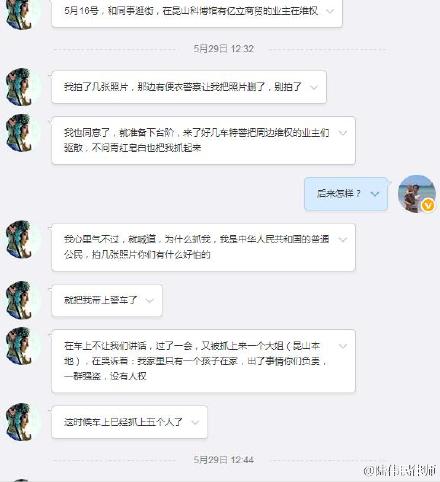 5月16号，和同事逛街，在昆山科博馆有亿立商贸的业主在维权
5月29日 12:32
我拍了几张照片，那边有便衣警察让我把照片删了，别拍了
我也同意了，就准备下台阶，来了好几车特警把周边维权的业主们
驱散，不问青红皂白也把我抓起来
后来怎样？
我心里气不过，就喊道，为什么抓我，我是中华人民共和国的普通
公民，拍几张照片你们有什么好怕的
就把我带上警车了
在车上不让我们讲话，过了一会，又被抓上来一个大姐（昆山本
地），在哭诉着：我家里只有一个孩子在家，出了事情你们负责，
一群强盗，没有人权
这时候车上已经抓上五个人了
5月29日 12:44
@陆伟民律师